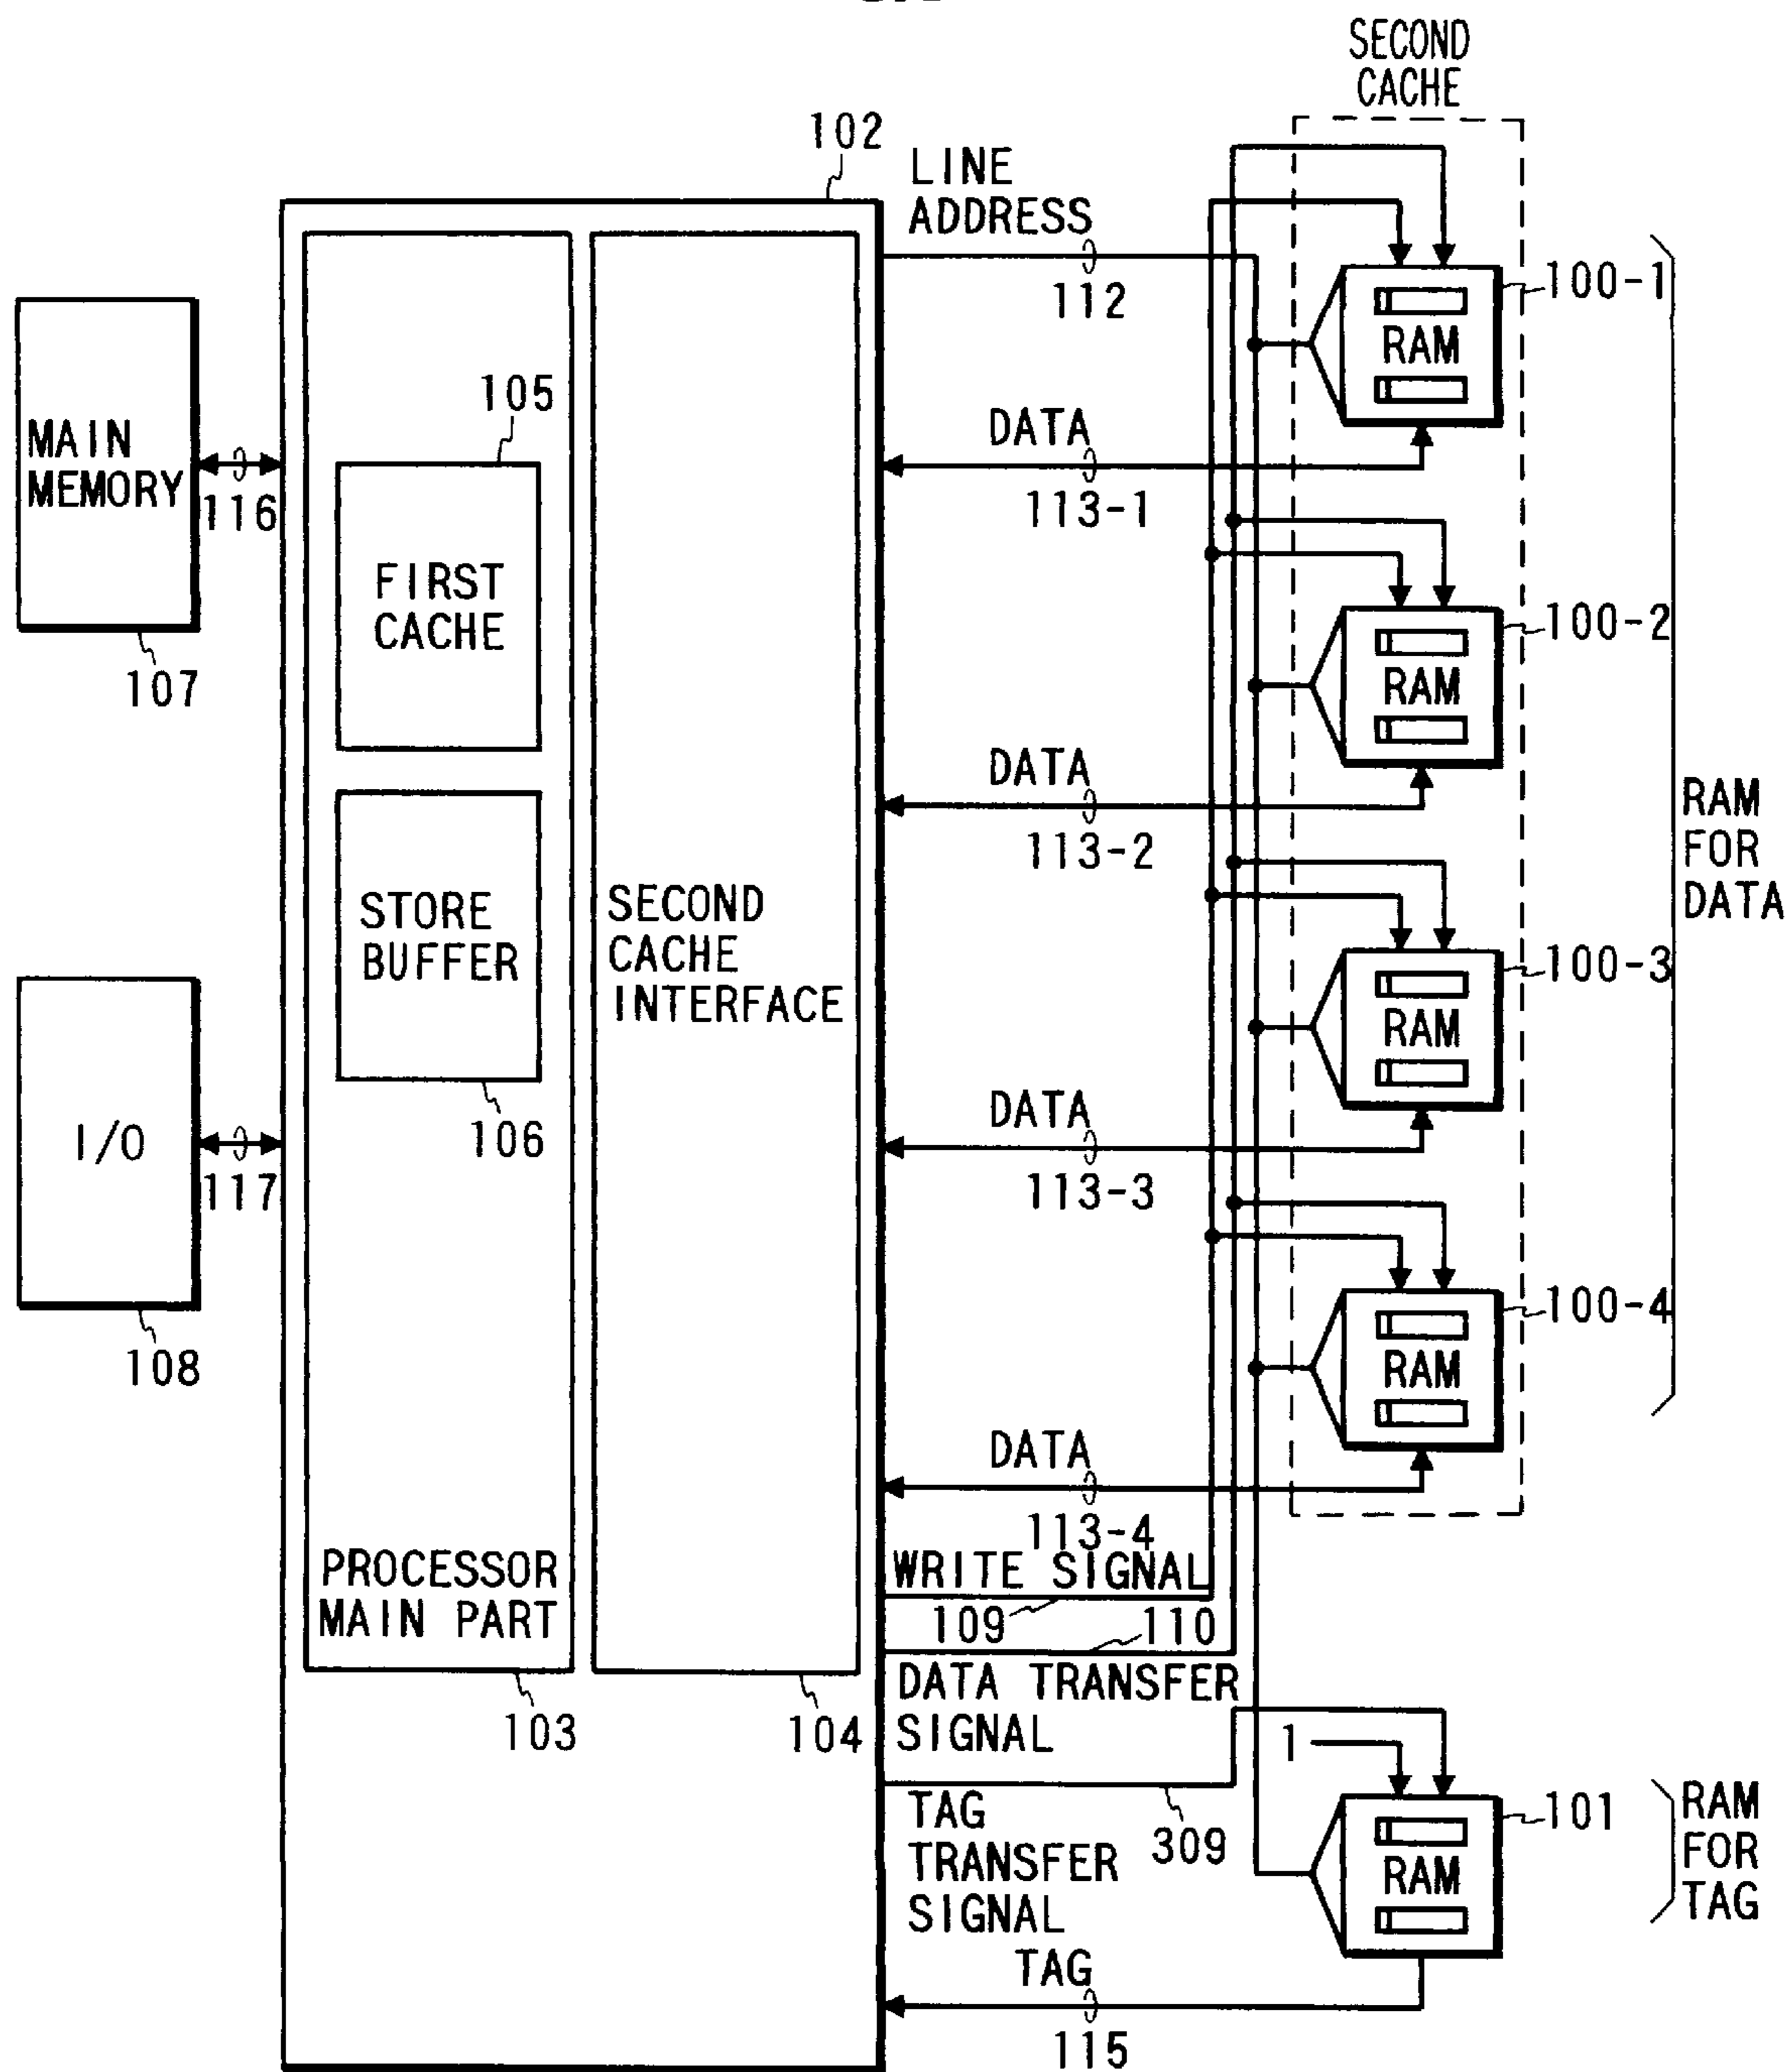 SECOND
CACHE
102
LINE
ADDRESS
112
100-1
RAM
MAIN
MEMORY
116
107
105
FIRST
CACHE
DATA
113-1
100-2
RAM
DATA
113-2
RAM
FOR
DATA
STORE
BUFFER
106
SECOND
CACHE
INTERFACE
100-3
RAM
I/O
117
108
DATA
113-3
100-4
RAM
DATA
113-4
PROCESSOR
MAIN PART
103
104
WRITE SIGNAL
109
110
DATA TRANSFER
SIGNAL
1
TAG
TRANSFER
SIGNAL
309
101
RAM
RAM
FOR
TAG
TAG
115